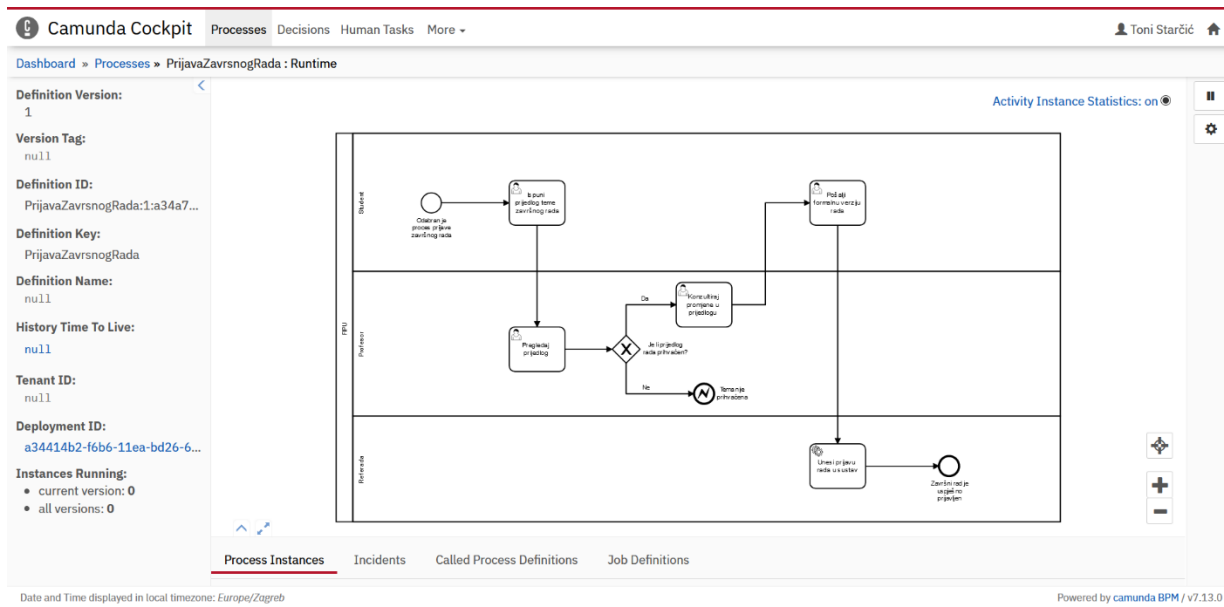 Camunda Cockpit Processes Decisions Human Tasks More
Toni Starčić
Dashboard » Processes » PrijavaZavrsnogRada : Runtime
Definition Version:
1
Version Tag:
null
Definition ID:
PrijavaZavrsnogRada:1:a34a7...
Definition Key:
PrijavaZavrsnogRada
Definition Name:
null
History Time To Live:
null
Tenant ID:
null
Deployment ID:
a34414b2-f6b6-11ea-bd26-6...
Instances Running:
current version: 0
all versions: 0
Activity Instance Statistics: on
FIPU
Student
Odabran je
proces prijave
završnog rada
Ispuni
prijedlog teme
završnog rada
Pošalji
formalnu verziju
rada
Profesor
Pregledaj
prijedlog
Da
Je li prijedlog
rada prihvaćen?
Konzultiraj
promjene u
prijedlogu
Ne
Tema nije
prihvaćena
Referada
Unesi prijavu
rada u sustav
Završni rad je
uspješno
prijavljen
Process Instances Incidents Called Process Definitions Job Definitions
Date and Time displayed in local timezone: Europe/Zagreb
Powered by camunda BPM / v7.13.0